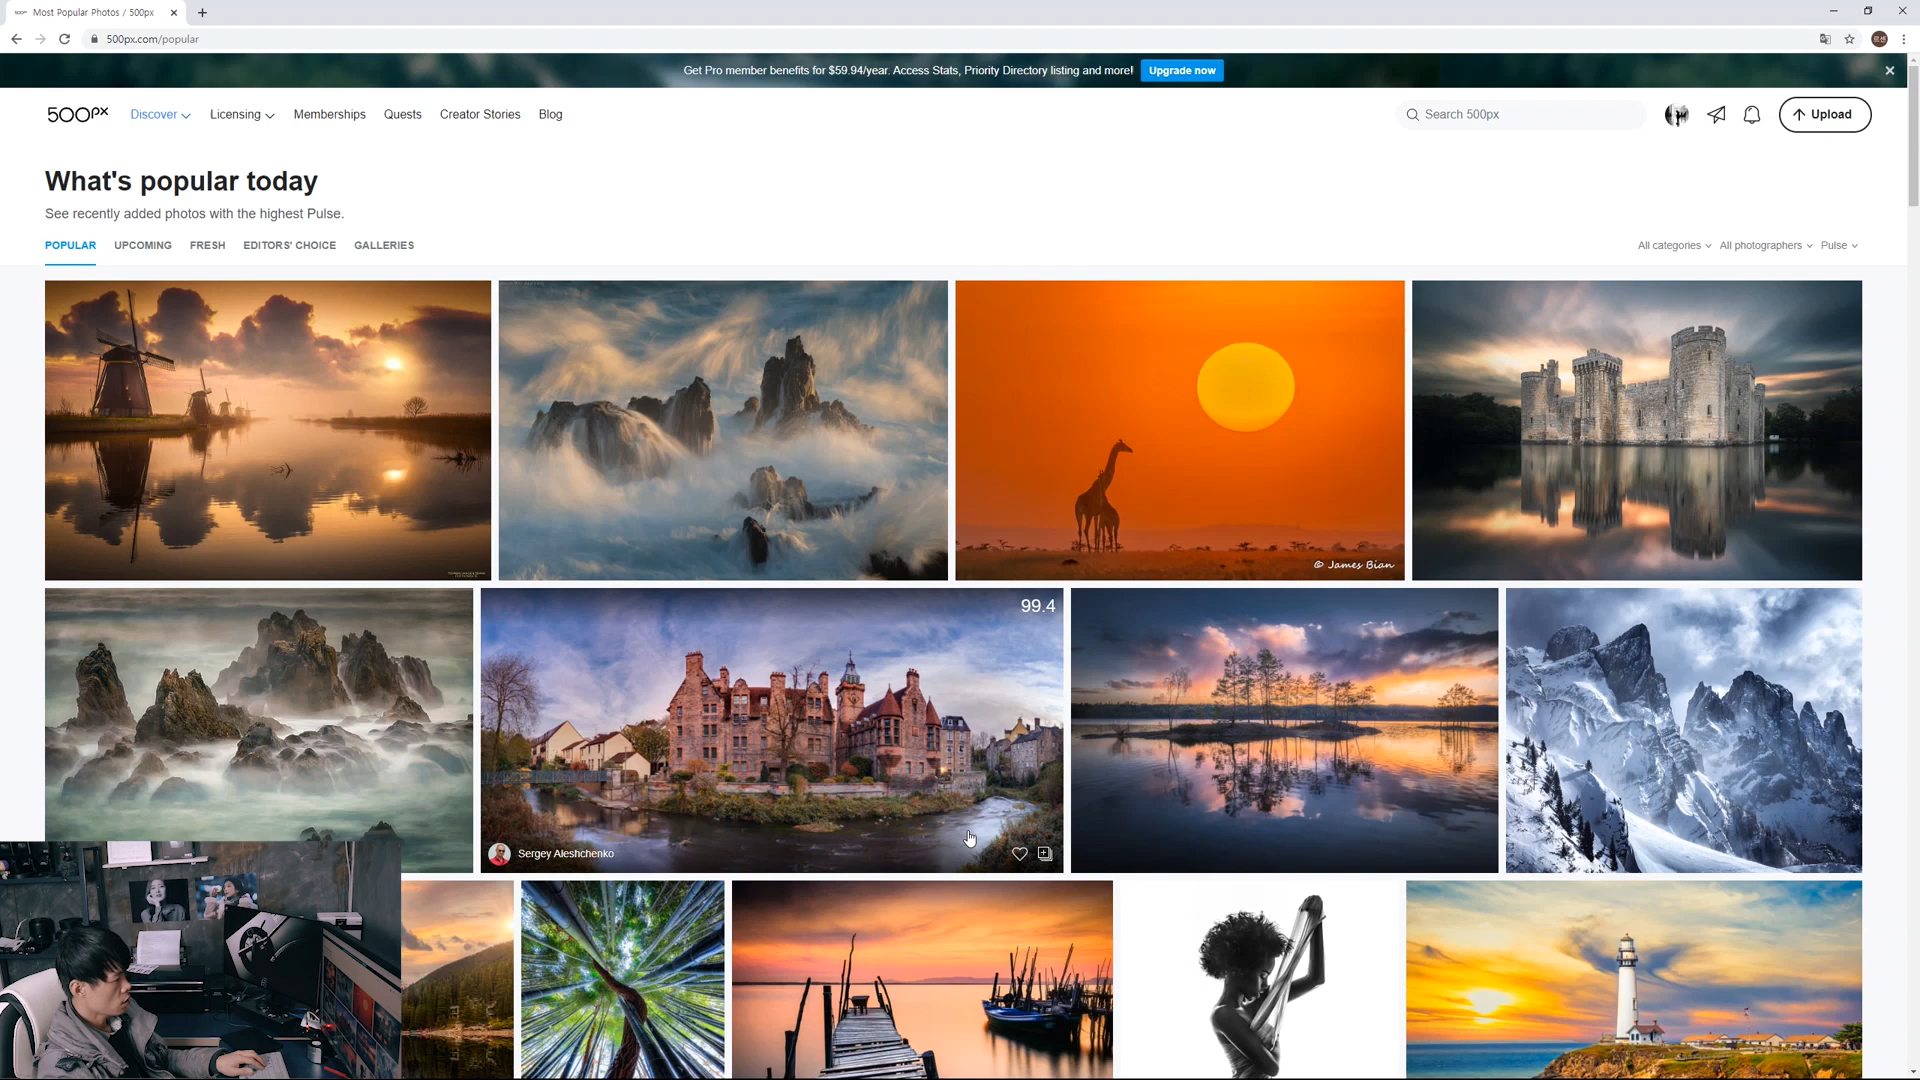 Most Popular Photos / 500px
500px.com/popular
Get Pro member benefits for $59.94/year. Access Stats, Priority Directory listing and more! Upgrade now
500px Discover Licensing Memberships Quests Creator Stories Blog Search 500px Upload
What's popular today
See recently added photos with the highest Pulse.
POPULAR UPCOMING FRESH EDITORS' CHOICE GALLERIES All categories All photographers Pulse
© James Bian
99.4
Sergey Aleshchenko